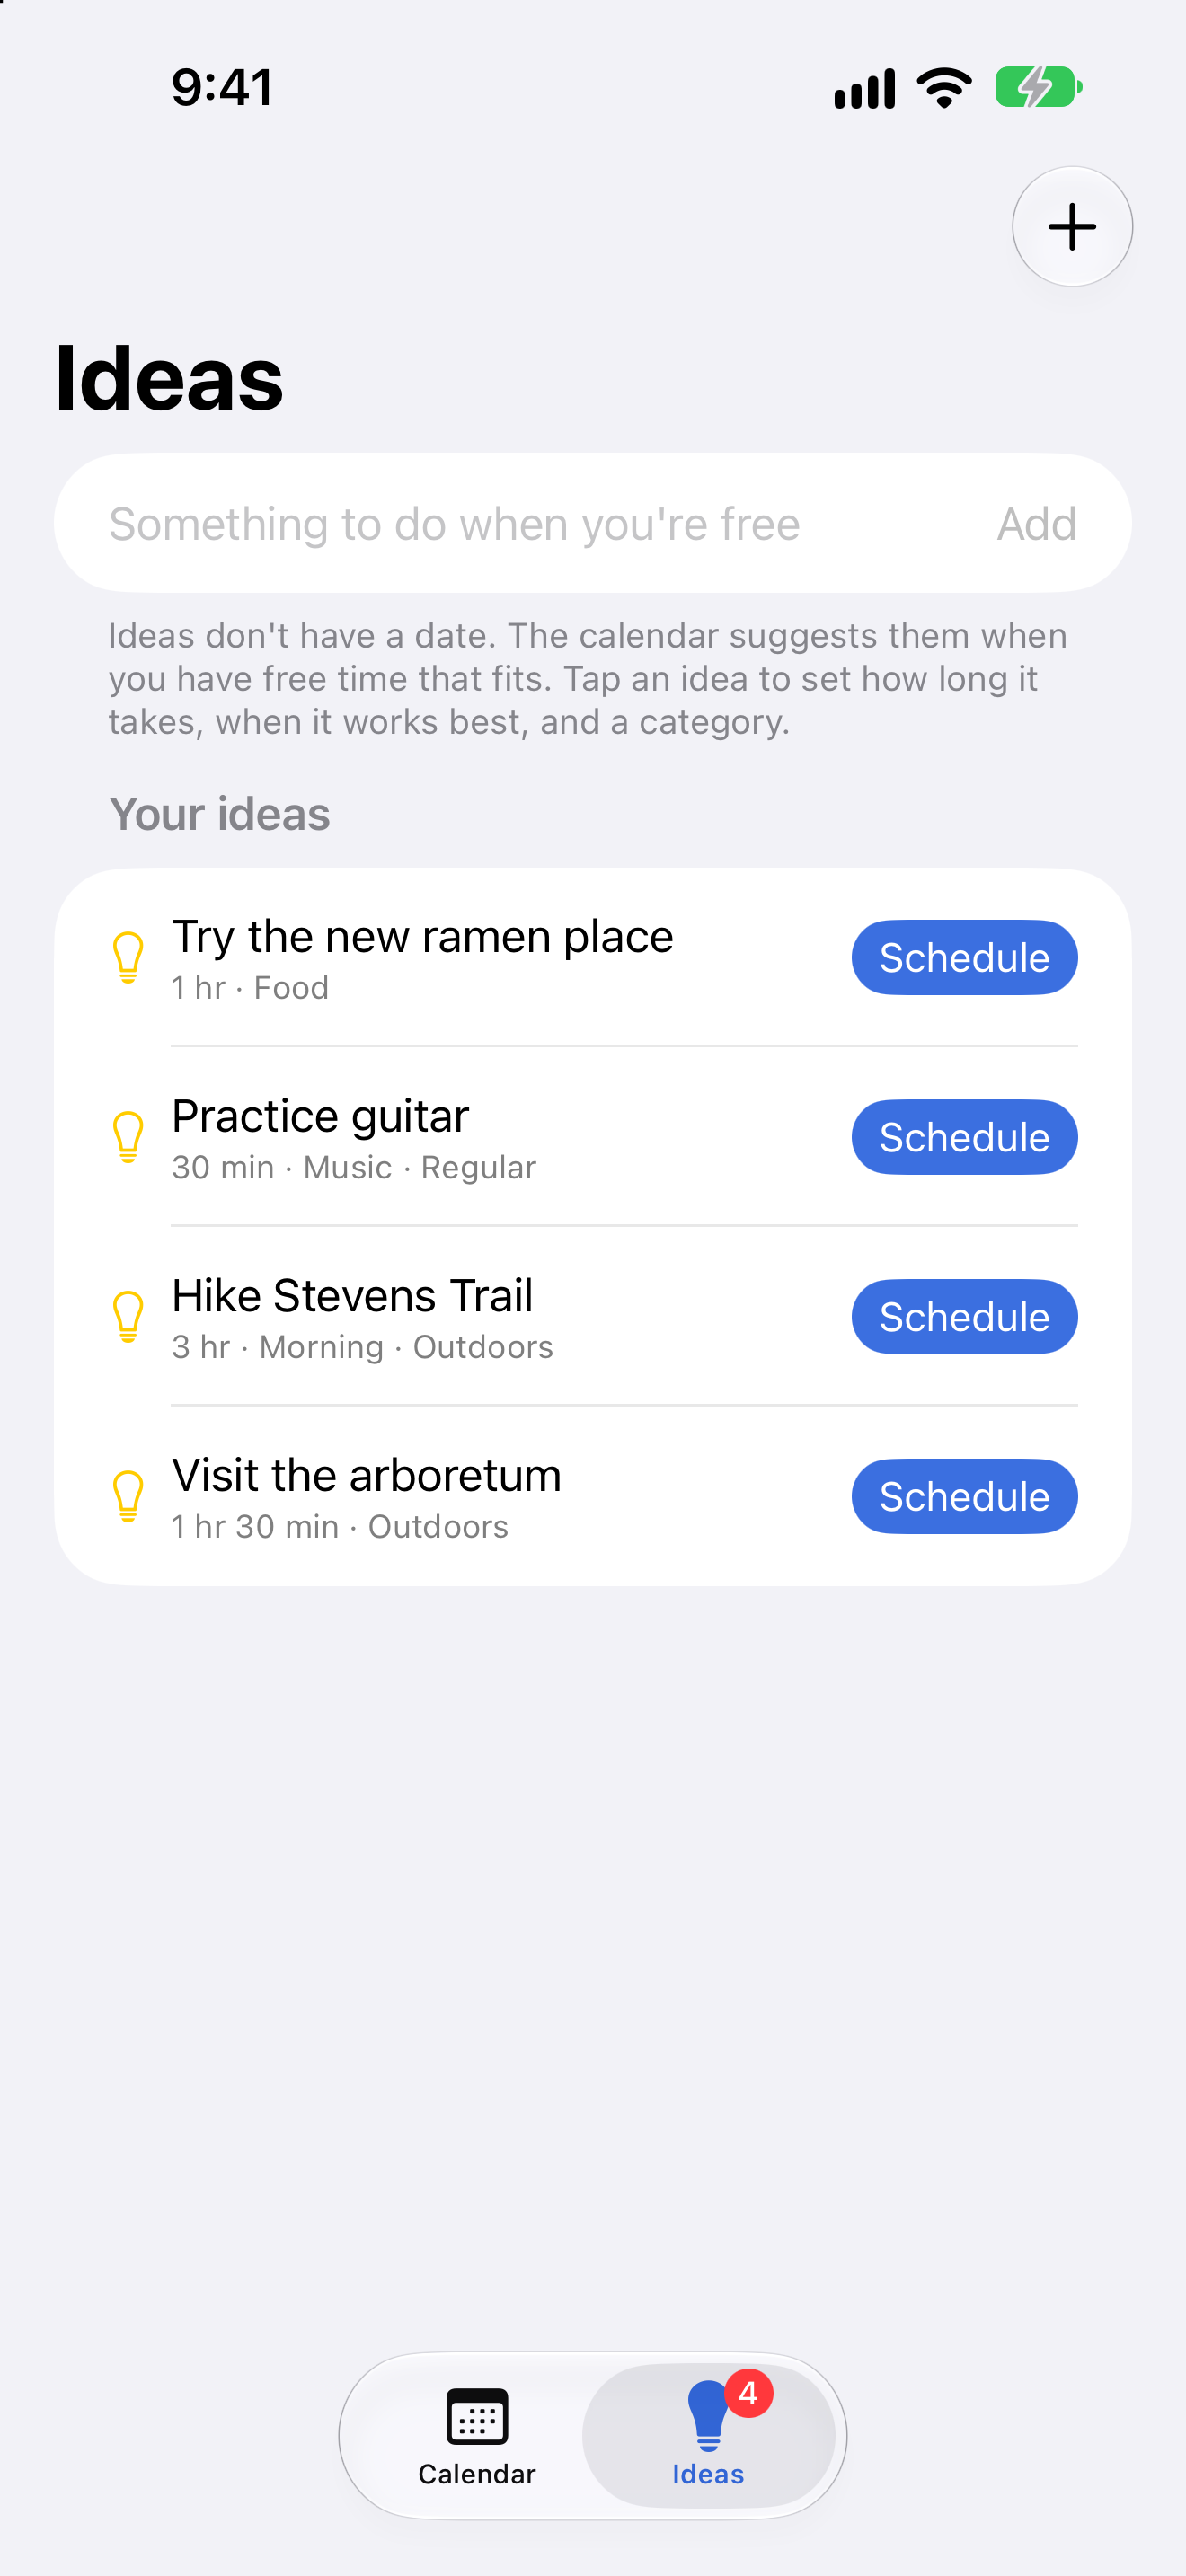 9:41
Ideas
Something to do when you're free Add
Ideas don't have a date. The calendar suggests them when
you have free time that fits. Tap an idea to set how long it
takes, when it works best, and a category.
Your ideas
Try the new ramen place
1 hr · Food
Schedule
Practice guitar
30 min · Music · Regular
Schedule
Hike Stevens Trail
3 hr · Morning · Outdoors
Schedule
Visit the arboretum
1 hr 30 min · Outdoors
Schedule
4
Calendar Ideas